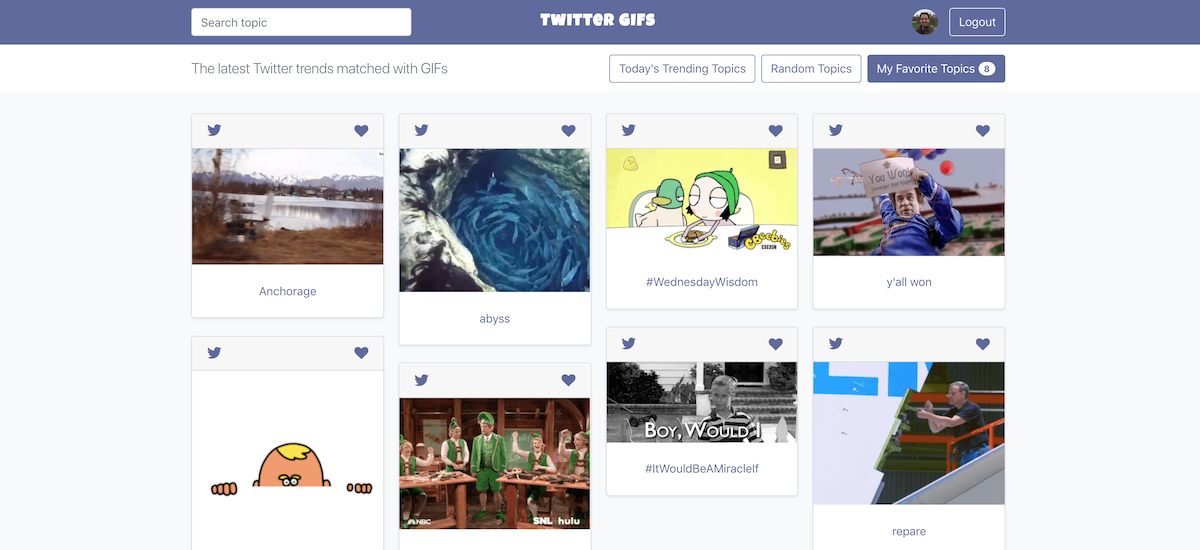 Search topic
TWITTER GIFS
Logout
The latest Twitter trends matched with GIFs
Today's Trending Topics
Random Topics
My Favorite Topics 8
You Won!
CBeebies
BBC
Anchorage
abyss
#WednesdayWisdom
y'all won
BOY, WOULD I
#ItWouldBeAMiracleIf
NBC
SNL hulu
repare